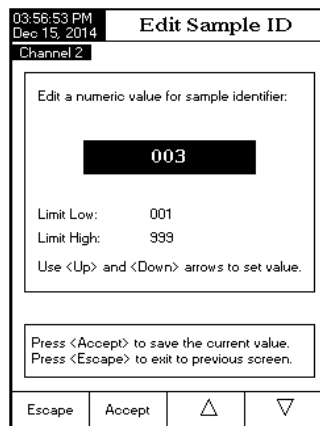 03:56:53 PM
Dec 15, 2014
Edit Sample ID
Channel 2
Edit a numeric value for sample identifier:
003
Limit Low: 001
Limit High: 999
Use <Up> and <Down> arrows to set value.
Press <Accept> to save the current value.
Press <Escape> to exit to previous screen.
Escape Accept △ ▽